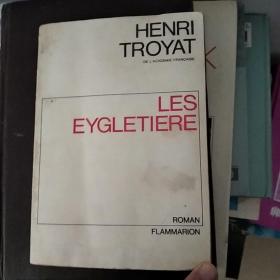 HENRI
TROYAT
DE L'ACADÉMIE FRANÇAISE
LES
EYGLETIERE
ROMAN
FLAMMARION